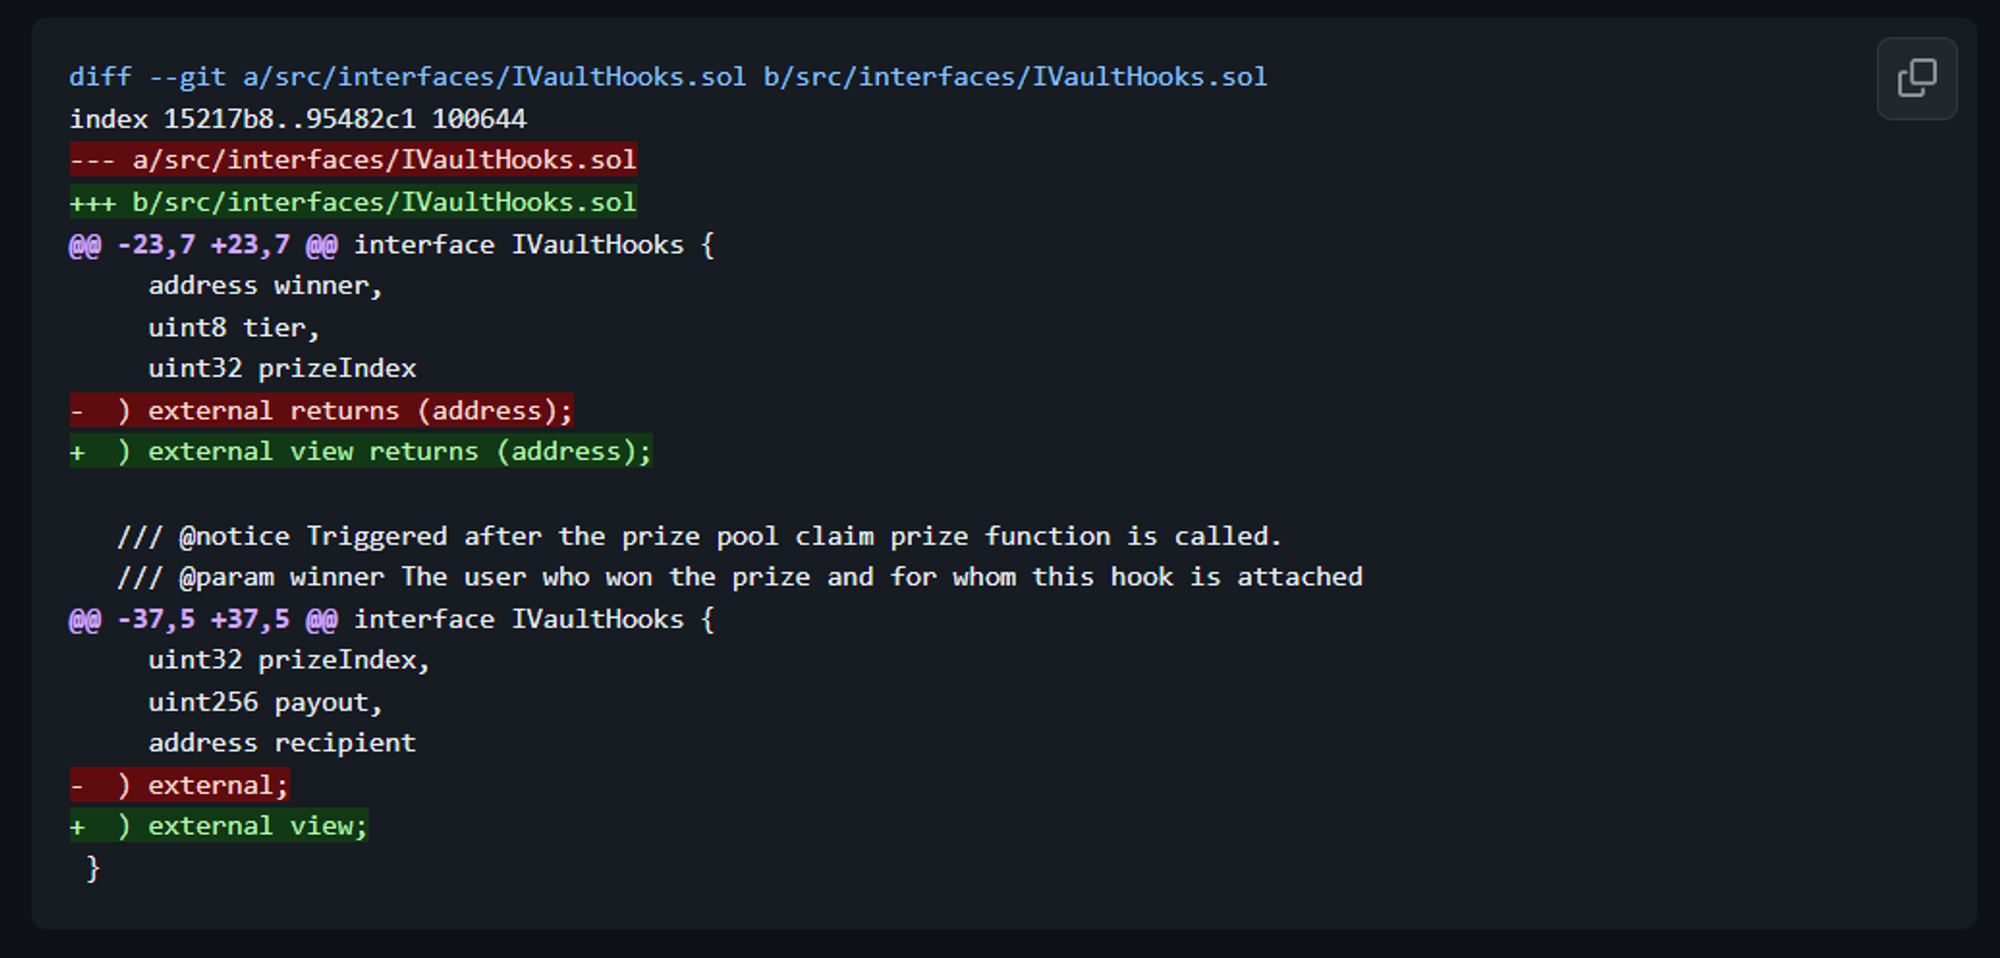 diff --git a/src/interfaces/IVaultHooks.sol b/src/interfaces/IVaultHooks.sol
index 15217b8..95482c1 100644
--- a/src/interfaces/IVaultHooks.sol
+++ b/src/interfaces/IVaultHooks.sol
@@ -23,7 +23,7 @@ interface IVaultHooks {
     address winner,
     uint8 tier,
     uint32 prizeIndex
-  ) external returns (address);
+  ) external view returns (address);

   /// @notice Triggered after the prize pool claim prize function is called.
   /// @param winner The user who won the prize and for whom this hook is attached
@@ -37,5 +37,5 @@ interface IVaultHooks {
     uint32 prizeIndex,
     uint256 payout,
     address recipient
-  ) external;
+  ) external view;
 }